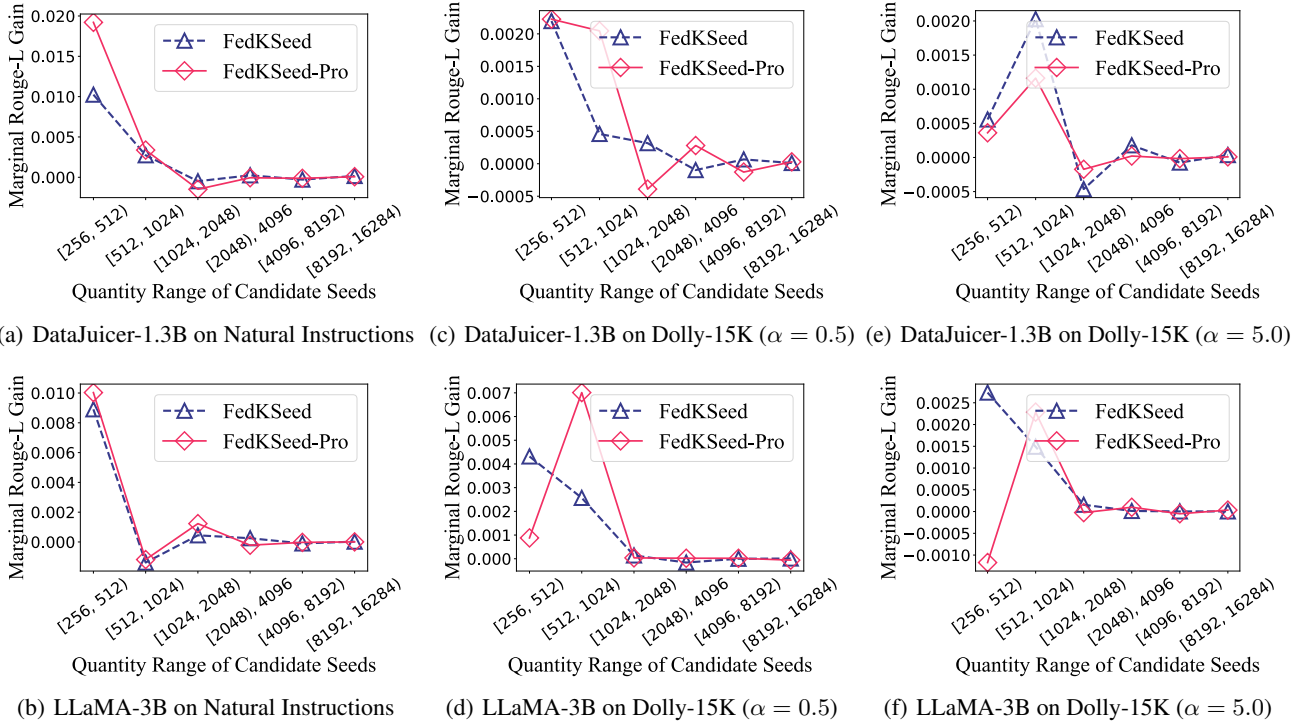 Marginal Rouge-L Gain
0.020
0.015
0.010
0.005
0.000
FedKSeed
FedKSeed-Pro
[256, 512)
[512, 1024)
[1024, 2048)
[2048), 4096
[4096, 8192)
[8192, 16284)
Quantity Range of Candidate Seeds
(a) DataJuicer-1.3B on Natural Instructions
Marginal Rouge-L Gain
0.0020
0.0015
0.0010
0.0005
0.0000
−0.0005
FedKSeed
FedKSeed-Pro
[256, 512)
[512, 1024)
[1024, 2048)
[2048), 4096
[4096, 8192)
[8192, 16284)
Quantity Range of Candidate Seeds
(c) DataJuicer-1.3B on Dolly-15K (α = 0.5)
Marginal Rouge-L Gain
0.0020
0.0015
0.0010
0.0005
0.0000
−0.0005
FedKSeed
FedKSeed-Pro
[256, 512)
[512, 1024)
[1024, 2048)
[2048), 4096
[4096, 8192)
[8192, 16284)
Quantity Range of Candidate Seeds
(e) DataJuicer-1.3B on Dolly-15K (α = 5.0)
Marginal Rouge-L Gain
0.010
0.008
0.006
0.004
0.002
0.000
FedKSeed
FedKSeed-Pro
[256, 512)
[512, 1024)
[1024, 2048)
[2048), 4096
[4096, 8192)
[8192, 16284)
Quantity Range of Candidate Seeds
(b) LLaMA-3B on Natural Instructions
Marginal Rouge-L Gain
0.007
0.006
0.005
0.004
0.003
0.002
0.001
0.000
FedKSeed
FedKSeed-Pro
[256, 512)
[512, 1024)
[1024, 2048)
[2048), 4096
[4096, 8192)
[8192, 16284)
Quantity Range of Candidate Seeds
(d) LLaMA-3B on Dolly-15K (α = 0.5)
Marginal Rouge-L Gain
0.0025
0.0020
0.0015
0.0010
0.0005
0.0000
−0.0005
−0.0010
FedKSeed
FedKSeed-Pro
[256, 512)
[512, 1024)
[1024, 2048)
[2048), 4096
[4096, 8192)
[8192, 16284)
Quantity Range of Candidate Seeds
(f) LLaMA-3B on Dolly-15K (α = 5.0)